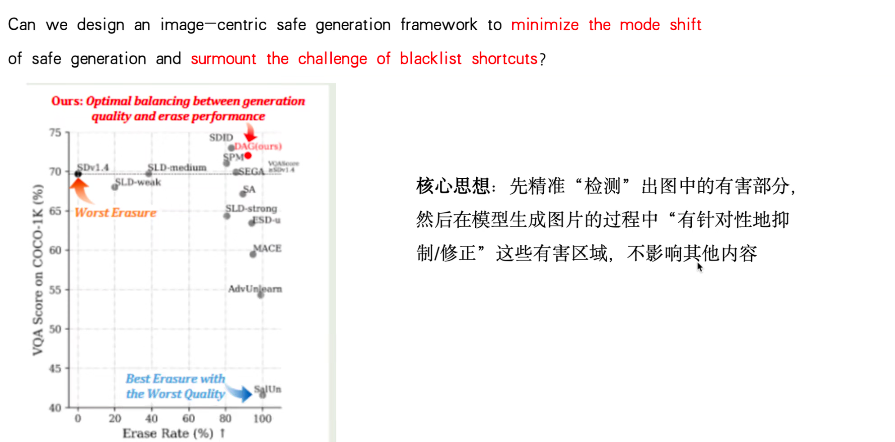 Can we design an image-centric safe generation framework to minimize the mode shift
of safe generation and surmount the challenge of blacklist shortcuts?
Ours: Optimal balancing between generation
quality and erase performance
75
70
65
60
55
50
45
40
VQA Score on COCO-1K (%)
SDID
DAG(ours)
SPM
VQAScore
SDv1.4
SLD-medium
SEGA
SLD-weak
SA
Worst Erasure
SLD-strong
ESD-u
MACE
AdvUnlearn
Best Erasure with
the Worst Quality
SalUn
0 20 40 60 80 100
Erase Rate (%) ↑
核心思想：先精准“检测”出图中的有害部分，
然后在模型生成图片的过程中“有针对性地抑
制/修正”这些有害区域，不影响其他内容